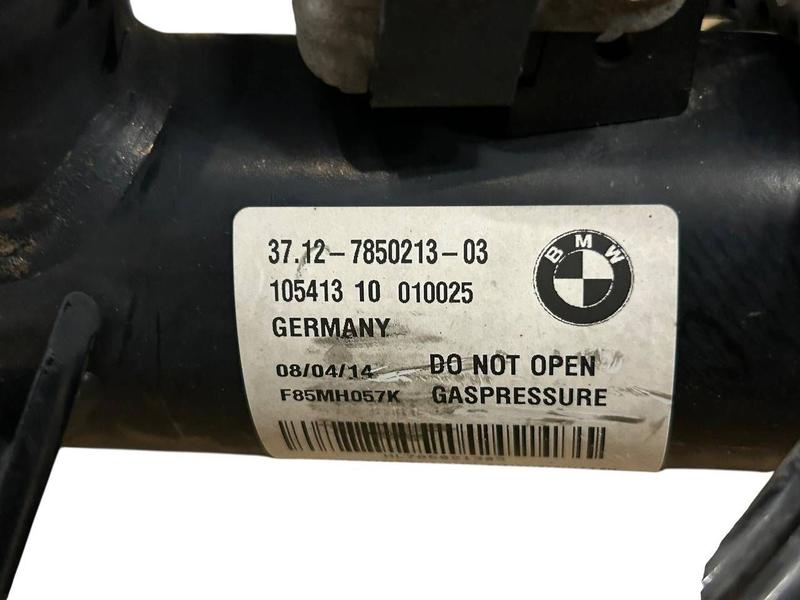 37.12-7850213-03
BMW
105413 10 010025
GERMANY
08/04/14 DO NOT OPEN
F85MH057K GASPRESSURE